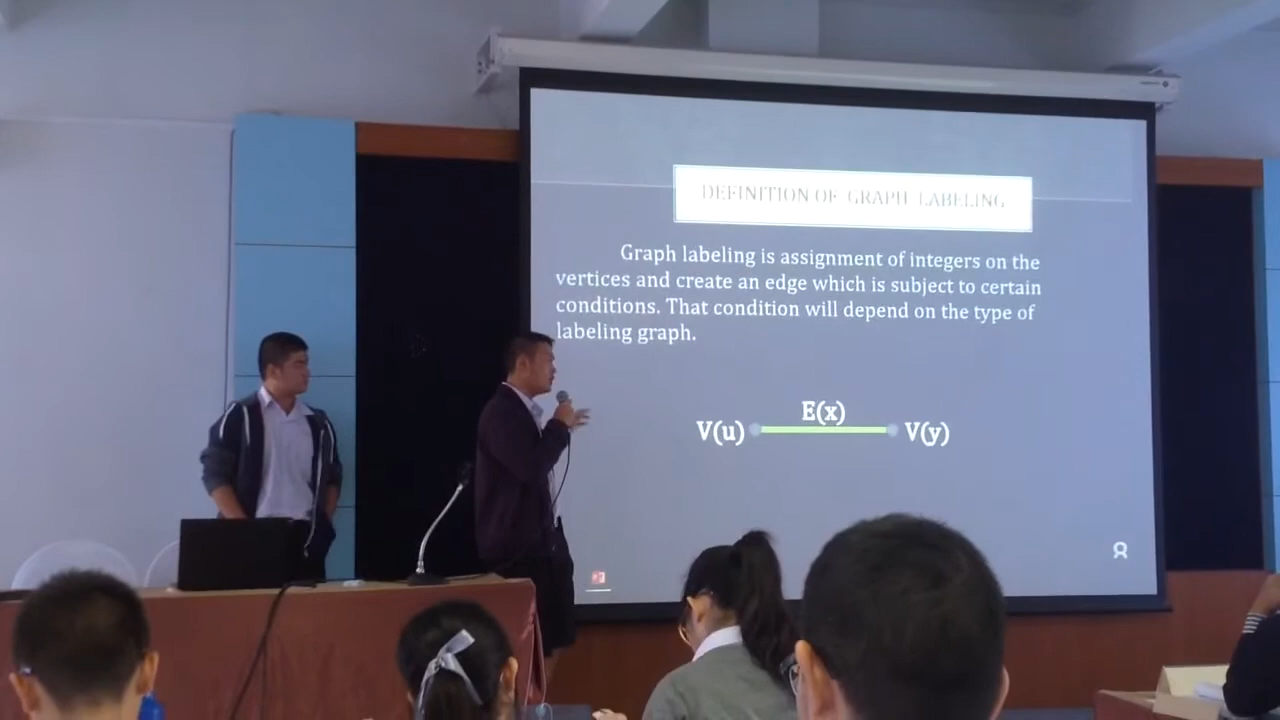 DEFINITION OF GRAPH LABELING
Graph labeling is assignment of integers on the
vertices and create an edge which is subject to certain
conditions. That condition will depend on the type of
labeling graph.
E(x)
V(u) V(y)